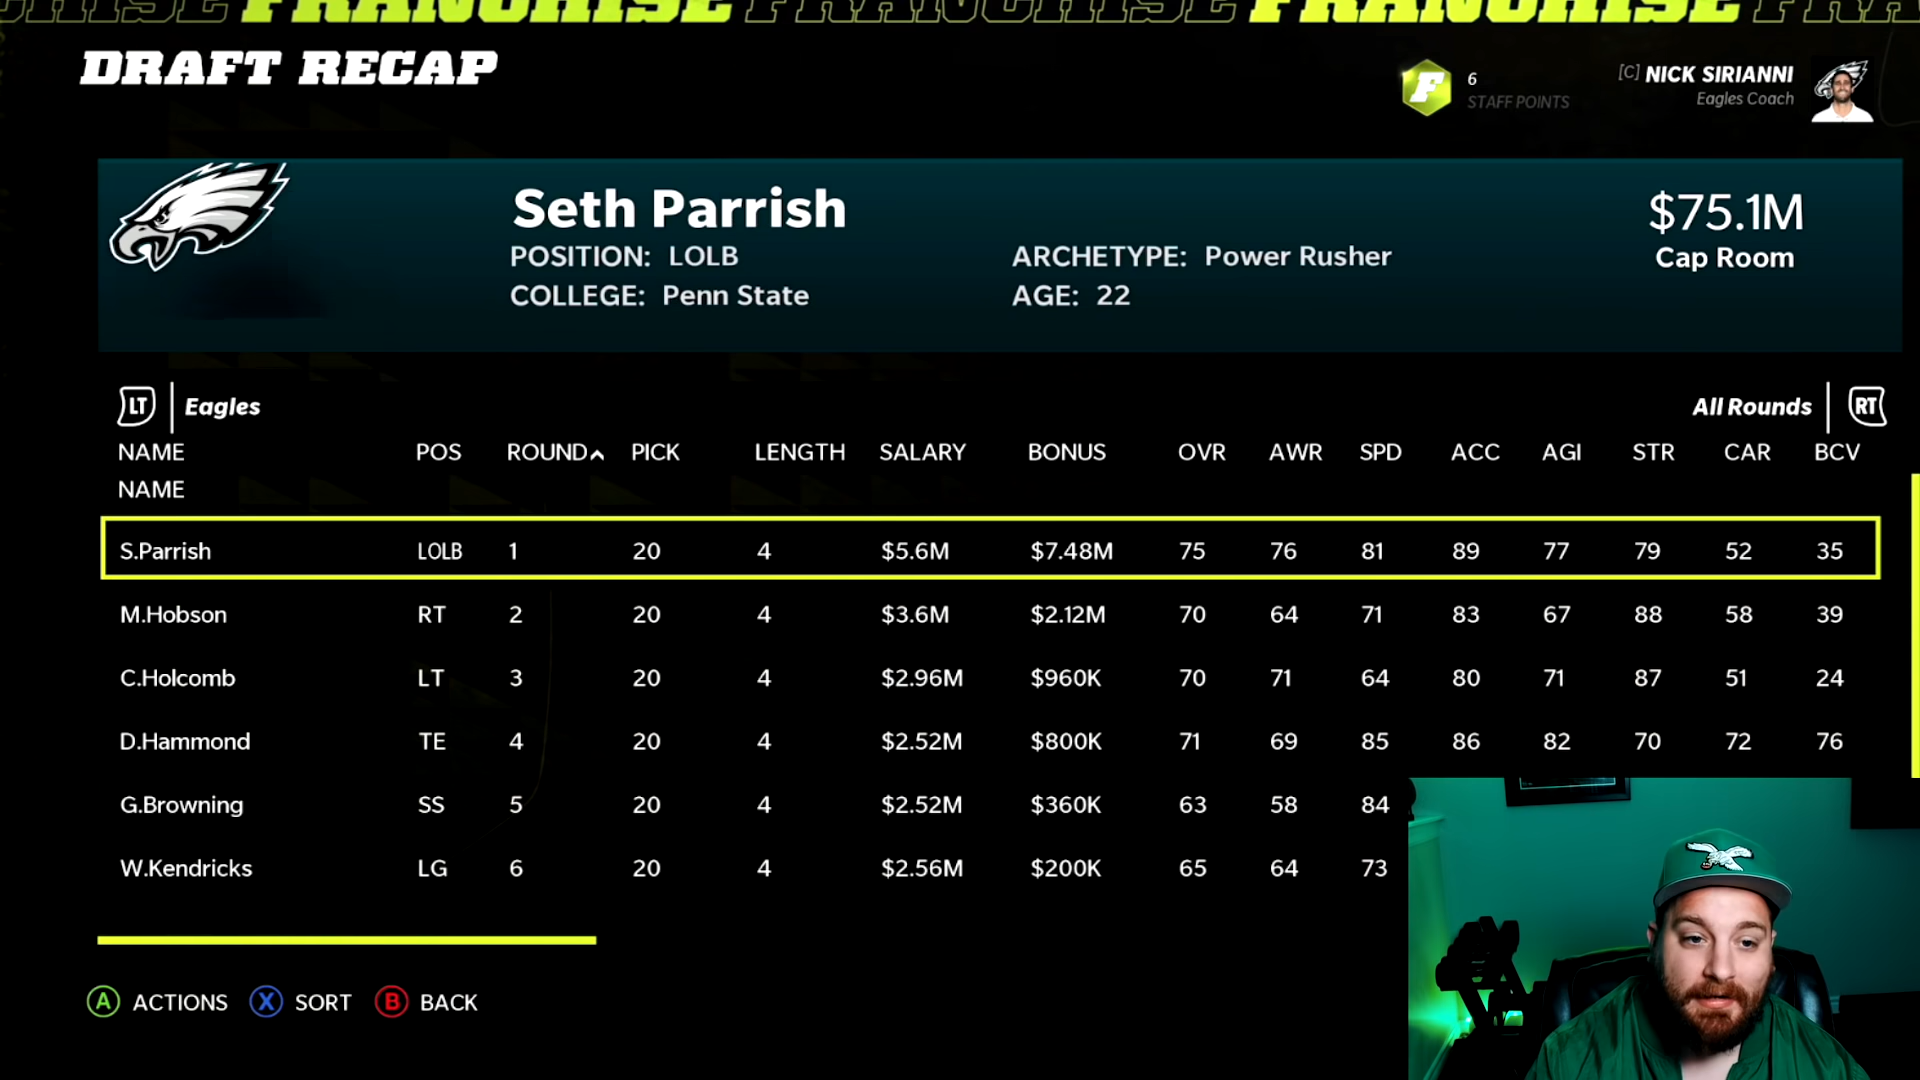 CHISE FRANCHISE FRANCHISE FRANCHISE FRA
DRAFT RECAP
6
STAFF POINTS
[C] NICK SIRIANNI
Eagles Coach
Seth Parrish
POSITION: LOLB
ARCHETYPE: Power Rusher
COLLEGE: Penn State
AGE: 22
$75.1M
Cap Room
LT Eagles
All Rounds RT
NAME POS ROUND PICK LENGTH SALARY BONUS OVR AWR SPD ACC AGI STR CAR BCV
NAME
S.Parrish LOLB 1 20 4 $5.6M $7.48M 75 76 81 89 77 79 52 35
M.Hobson RT 2 20 4 $3.6M $2.12M 70 64 71 83 67 88 58 39
C.Holcomb LT 3 20 4 $2.96M $960K 70 71 64 80 71 87 51 24
D.Hammond TE 4 20 4 $2.52M $800K 71 69 85 86 82 70 72 76
G.Browning SS 5 20 4 $2.52M $360K 63 58 84
W.Kendricks LG 6 20 4 $2.56M $200K 65 64 73
A ACTIONS X SORT B BACK